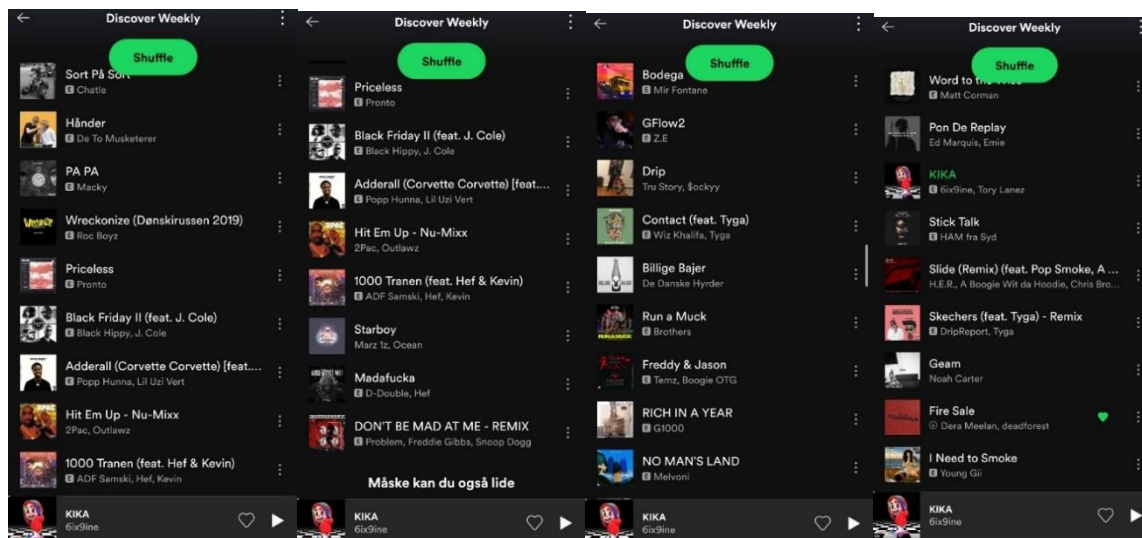 Discover Weekly
Shuffle
Sort På Sort
E Chatle
Hånder
E De To Musketerer
PA PA
E Macky
Wreckonize (Dønskirussen 2019)
E Roc Boyz
Priceless
E Pronto
Black Friday II (feat. J. Cole)
E Black Hippy, J. Cole
Adderall (Corvette Corvette) [feat....
E Popp Hunna, Lil Uzi Vert
Hit Em Up - Nu-Mixx
2Pac, Outlawz
1000 Tranen (feat. Hef & Kevin)
E ADF Samski, Hef, Kevin
KIKA
6ix9ine
Discover Weekly
Shuffle
Priceless
E Pronto
Black Friday II (feat. J. Cole)
E Black Hippy, J. Cole
Adderall (Corvette Corvette) [feat....
E Popp Hunna, Lil Uzi Vert
Hit Em Up - Nu-Mixx
2Pac, Outlawz
1000 Tranen (feat. Hef & Kevin)
E ADF Samski, Hef, Kevin
Starboy
Marz 1z, Ocean
Madafucka
E D-Double, Hef
DON'T BE MAD AT ME - REMIX
E Problem, Freddie Gibbs, Snoop Dogg
Måske kan du også lide
KIKA
6ix9ine
Discover Weekly
Shuffle
Bodega
E Mir Fontane
GFlow2
E Z.E
Drip
Tru Story, $ockyy
Contact (feat. Tyga)
E Wiz Khalifa, Tyga
Billige Bajer
De Danske Hyrder
Run a Muck
E Brothers
Freddy & Jason
E Temz, Boogie OTG
RICH IN A YEAR
E G1000
NO MAN'S LAND
E Melvoni
KIKA
6ix9ine
Discover Weekly
Shuffle
Word to the
E Matt Corman
Pon De Replay
Ed Marquis, Emie
KIKA
E 6ix9ine, Tory Lanez
Stick Talk
E HAM fra Syd
Slide (Remix) (feat. Pop Smoke, A ...
H.E.R., A Boogie Wit da Hoodie, Chris Bro...
Skechers (feat. Tyga) - Remix
E DripReport, Tyga
Geam
Noah Carter
Fire Sale
Dera Meelan, deadforest
I Need to Smoke
E Young Gii
KIKA
6ix9ine